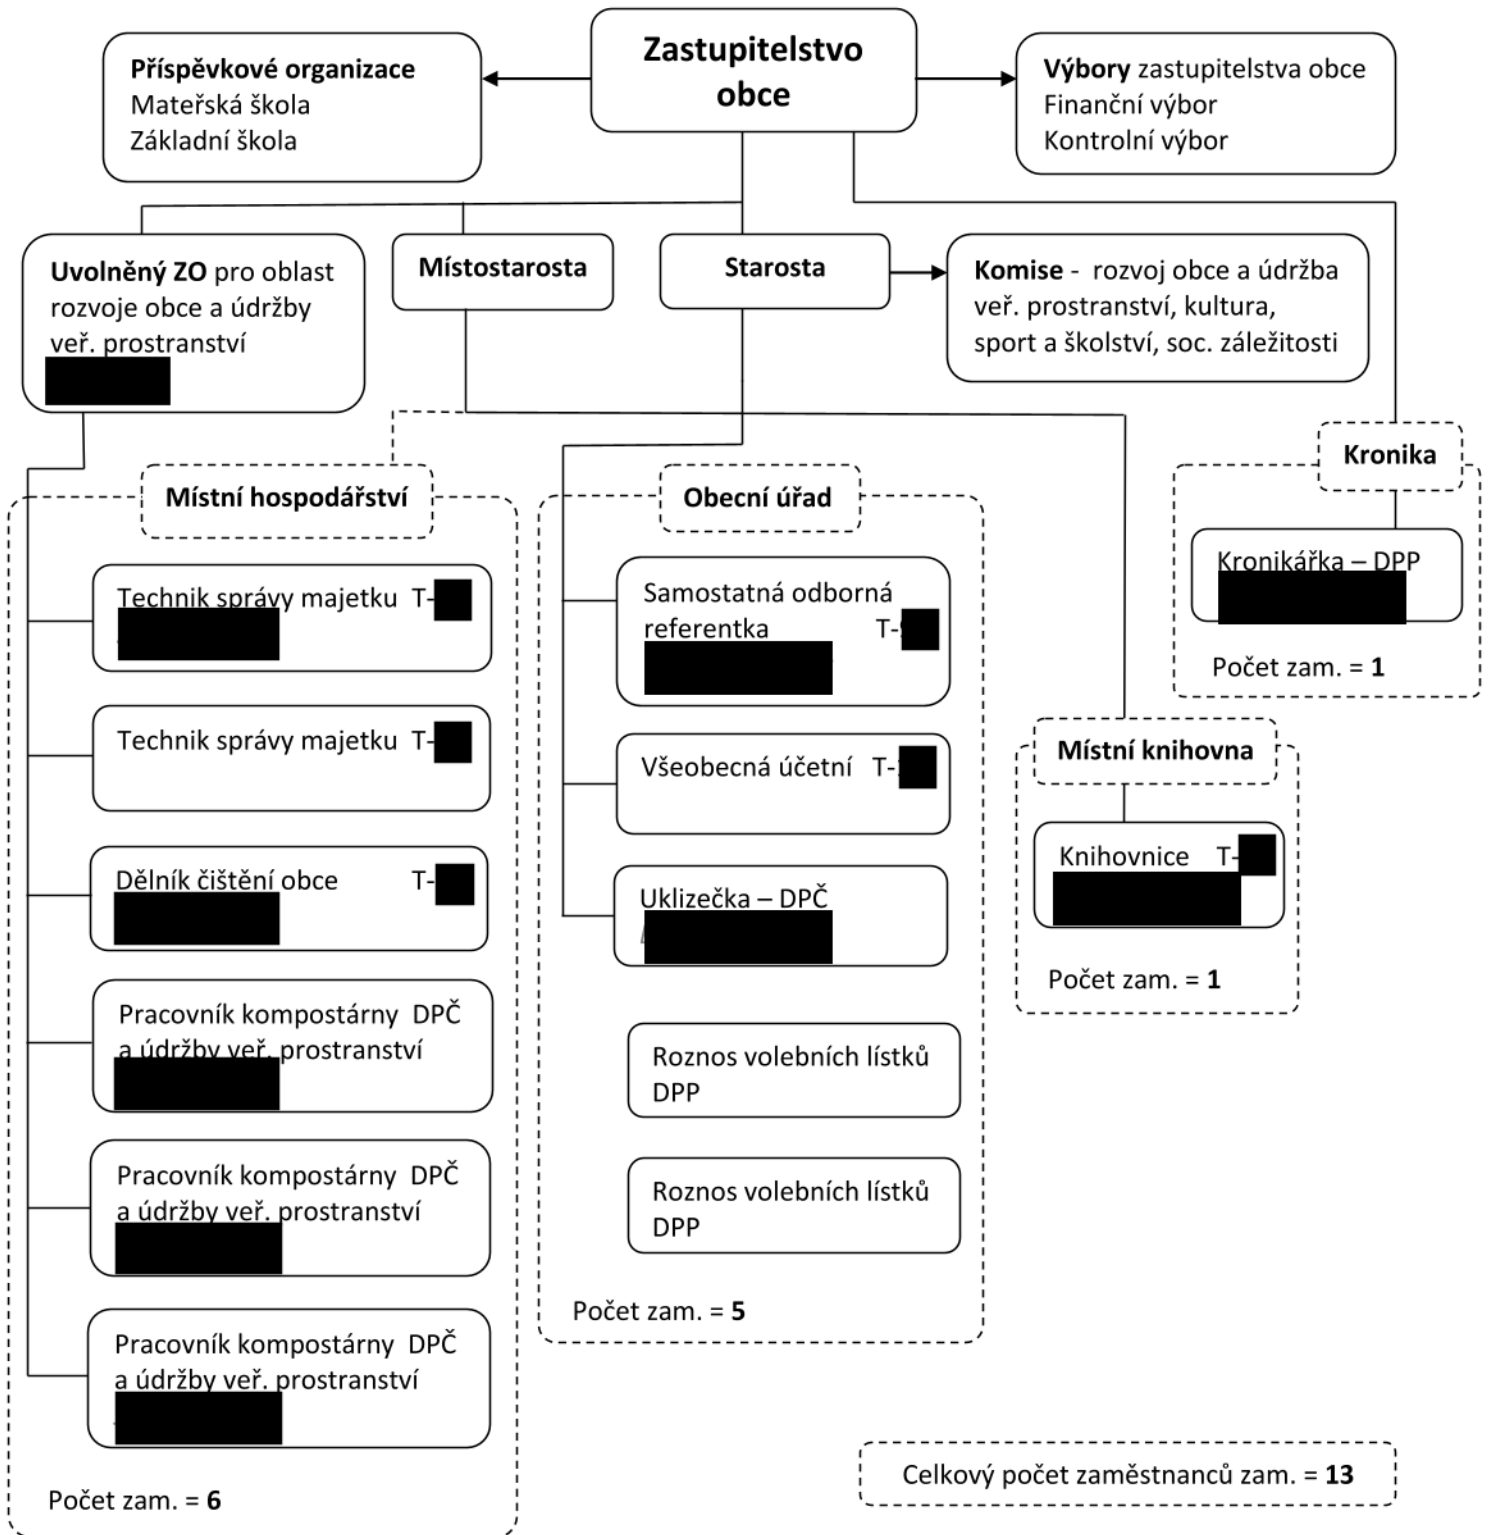 Zastupitelstvo
obce
Příspěvkové organizace
Mateřská škola
Základní škola
Výbory zastupitelstva obce
Finanční výbor
Kontrolní výbor
Uvolněný ZO pro oblast
rozvoje obce a údržby
veř. prostranství
Místostarosta
Starosta
Komise - rozvoj obce a údržba
veř. prostranství, kultura,
sport a školství, soc. záležitosti
Místní hospodářství
Technik správy majetku T-
Technik správy majetku T-
Dělník čištění obce T-
Pracovník kompostárny DPČ
a údržby veř. prostranství
Pracovník kompostárny DPČ
a údržby veř. prostranství
Pracovník kompostárny DPČ
a údržby veř. prostranství
Počet zam. = 6
Obecní úřad
Samostatná odborná
referentka T-
Všeobecná účetní T-
Uklizečka – DPČ
Roznos volebních lístků
DPP
Roznos volebních lístků
DPP
Počet zam. = 5
Kronika
Kronikářka – DPP
Počet zam. = 1
Místní knihovna
Knihovnice T-
Počet zam. = 1
Celkový počet zaměstnanců zam. = 13